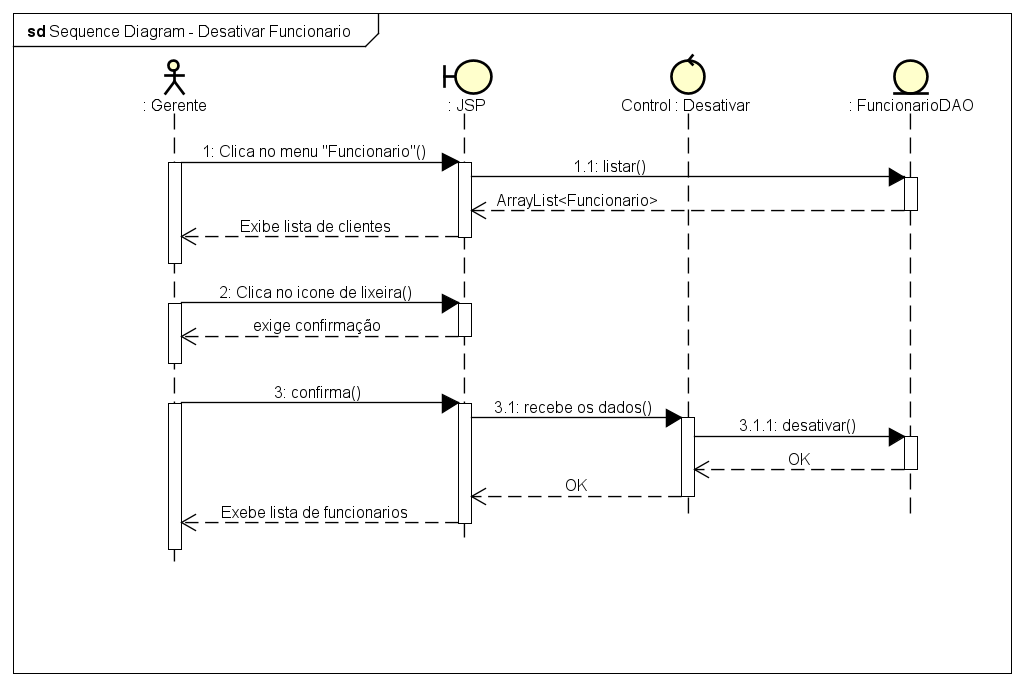 sd Sequence Diagram - Desativar Funcionario
: Gerente
: JSP
Control : Desativar
: FuncionarioDAO
1: Clica no menu "Funcionario"()
1.1: listar()
ArrayList<Funcionario>
Exibe lista de clientes
2: Clica no icone de lixeira()
exige confirmação
3: confirma()
3.1: recebe os dados()
3.1.1: desativar()
OK
OK
Exebe lista de funcionarios